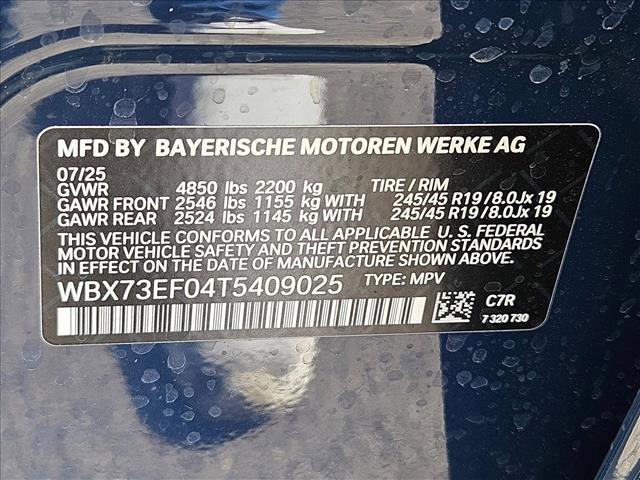 MFD BY BAYERISCHE MOTOREN WERKE AG
07/25
GVWR 4850 lbs 2200 kg TIRE / RIM
GAWR FRONT 2546 lbs 1155 kg WITH 245/45 R19 /8.0Jx 19
GAWR REAR 2524 lbs 1145 kg WITH 245/45 R19 /8.0Jx 19
THIS VEHICLE CONFORMS TO ALL APPLICABLE U. S. FEDERAL
MOTOR VEHICLE SAFETY AND THEFT PREVENTION STANDARDS
IN EFFECT ON THE DATE OF MANUFACTURE SHOWN ABOVE.
WBX73EF04T5409025 TYPE: MPV
C7R
7 320 730